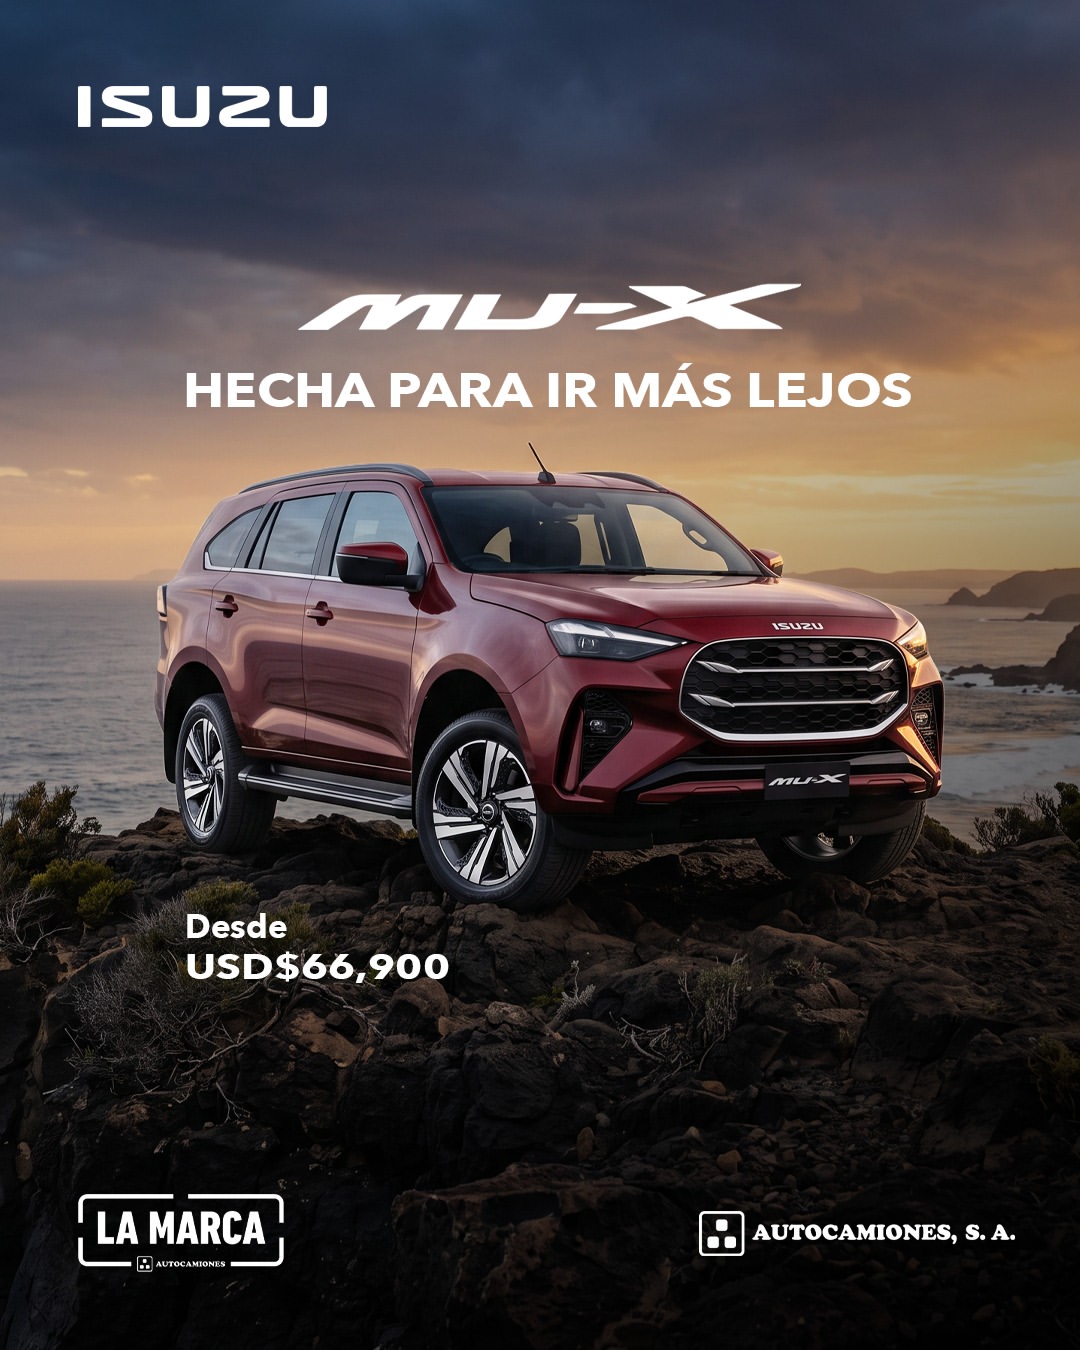 ISUZU
MU-X
HECHA PARA IR MÁS LEJOS
ISUZU
MU-X
Desde
USD$66,900
LA MARCA
AUTOCAMIONES
AUTOCAMIONES, S. A.